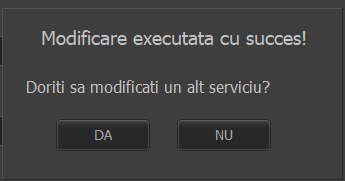 Modificare executata cu succes!
Doriti sa modificati un alt serviciu?
DA
NU